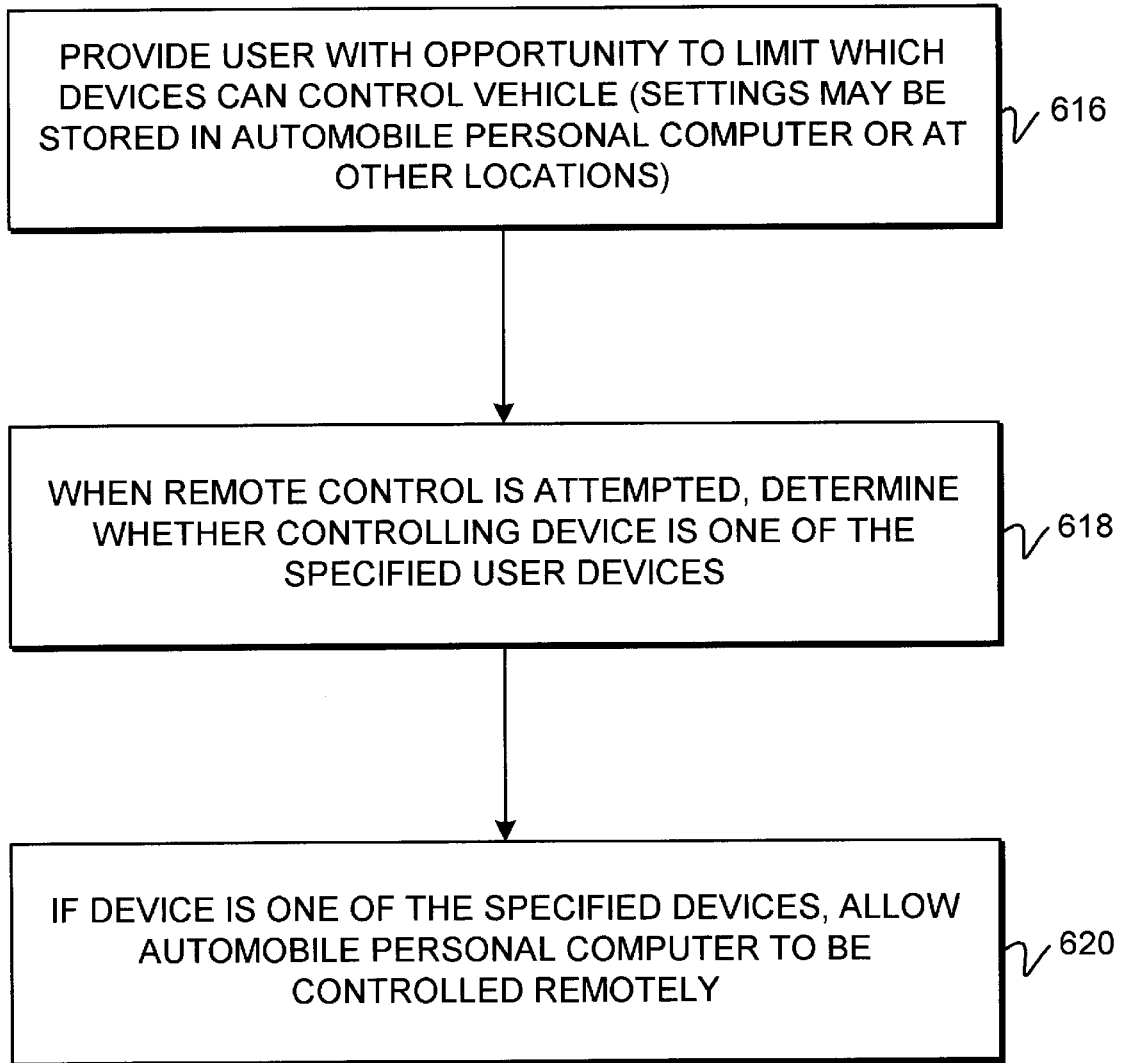 PROVIDE USER WITH OPPORTUNITY TO LIMIT WHICH
DEVICES CAN CONTROL VEHICLE (SETTINGS MAY BE
STORED IN AUTOMOBILE PERSONAL COMPUTER OR AT
OTHER LOCATIONS)
616
WHEN REMOTE CONTROL IS ATTEMPTED, DETERMINE
WHETHER CONTROLLING DEVICE IS ONE OF THE
SPECIFIED USER DEVICES
618
IF DEVICE IS ONE OF THE SPECIFIED DEVICES, ALLOW
AUTOMOBILE PERSONAL COMPUTER TO BE
CONTROLLED REMOTELY
620